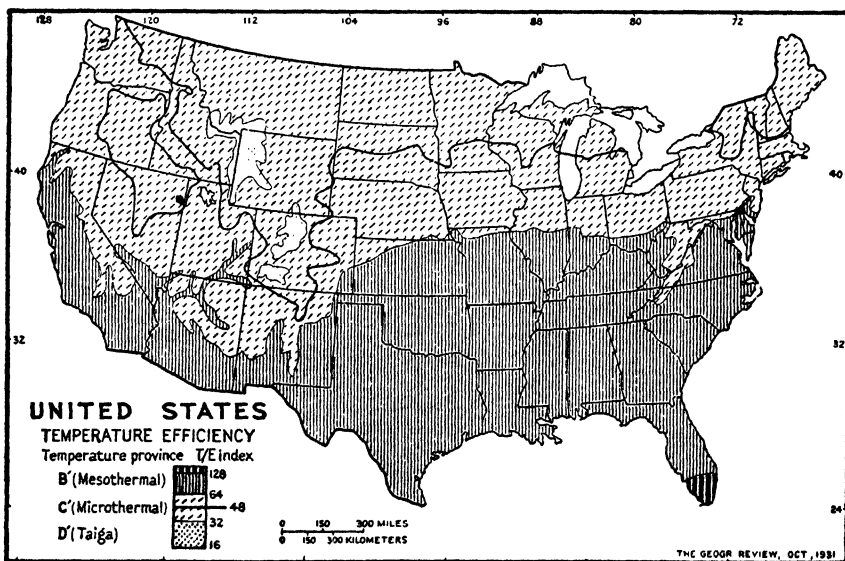 128 120 112 104 96 88 80 72
40 40
32 32
UNITED STATES
TEMPERATURE EFFICIENCY
Temperature province T/E index
128
B′(Mesothermal)
64
C′(Microthermal) 48
32
D′(Taiga)
16
0 150 300 MILES
0 150 300 KILOMETERS
24
THE GEOGR REVIEW, OCT, 1931